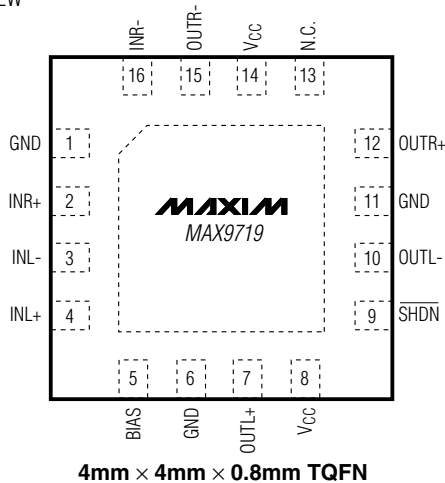 EW
INR-
OUTR-
VCC
N.C.
16
15
14
13
GND 1
12 OUTR+
INR+ 2
11 GND
INL- 3
10 OUTL-
INL+ 4
9 SHDN
MAXIM
MAX9719
5
6
7
8
BIAS
GND
OUTL+
VCC
4mm × 4mm × 0.8mm TQFN